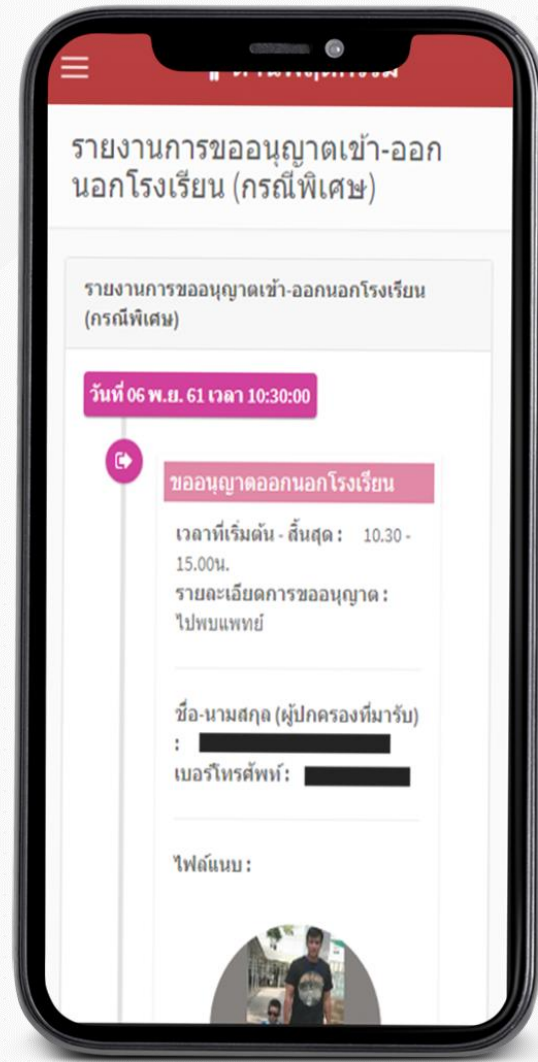 รายงานการขออนุญาตเข้า-ออก
นอกโรงเรียน (กรณีพิเศษ)
รายงานการขออนุญาตเข้า-ออกนอกโรงเรียน
(กรณีพิเศษ)
วันที่ 06 พ.ย. 61 เวลา 10:30:00
ขออนุญาตออกนอกโรงเรียน
เวลาที่เริ่มต้น - สิ้นสุด : 10.30 -
15.00น.
รายละเอียดการขออนุญาต :
ไปพบแพทย์
ชื่อ-นามสกุล (ผู้ปกครองที่มารับ)
:
เบอร์โทรศัพท์ :
ไฟล์แนบ :